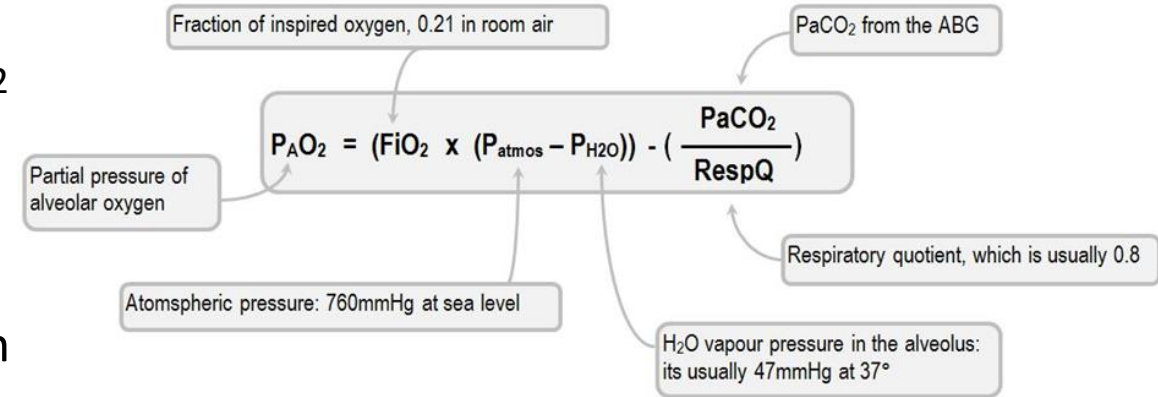 Fraction of inspired oxygen, 0.21 in room air
PaCO₂ from the ABG
2
PAO₂ = (FiO₂ x (Patmos – PH2O)) - ( PaCO₂ / RespQ )
Partial pressure of
alveolar oxygen
Respiratory quotient, which is usually 0.8
Atomspheric pressure: 760mmHg at sea level
n
H₂O vapour pressure in the alveolus:
its usually 47mmHg at 37°